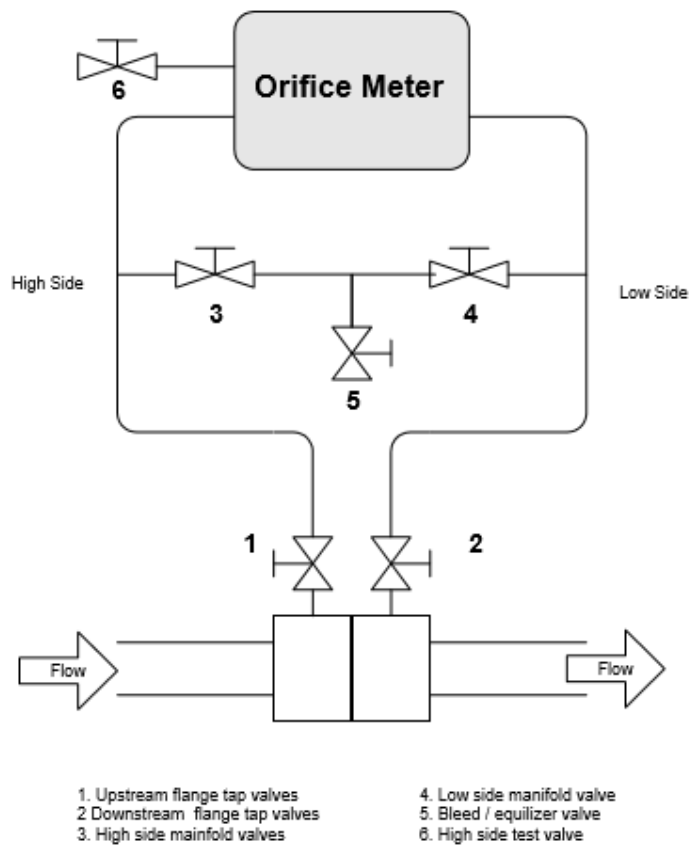 Orifice Meter
6
High Side
Low Side
3
4
5
1
2
Flow
Flow
1. Upstream flange tap valves
2 Downstream flange tap valves
3. High side mainfold valves
4. Low side manifold valve
5. Bleed / equilizer valve
6. High side test valve